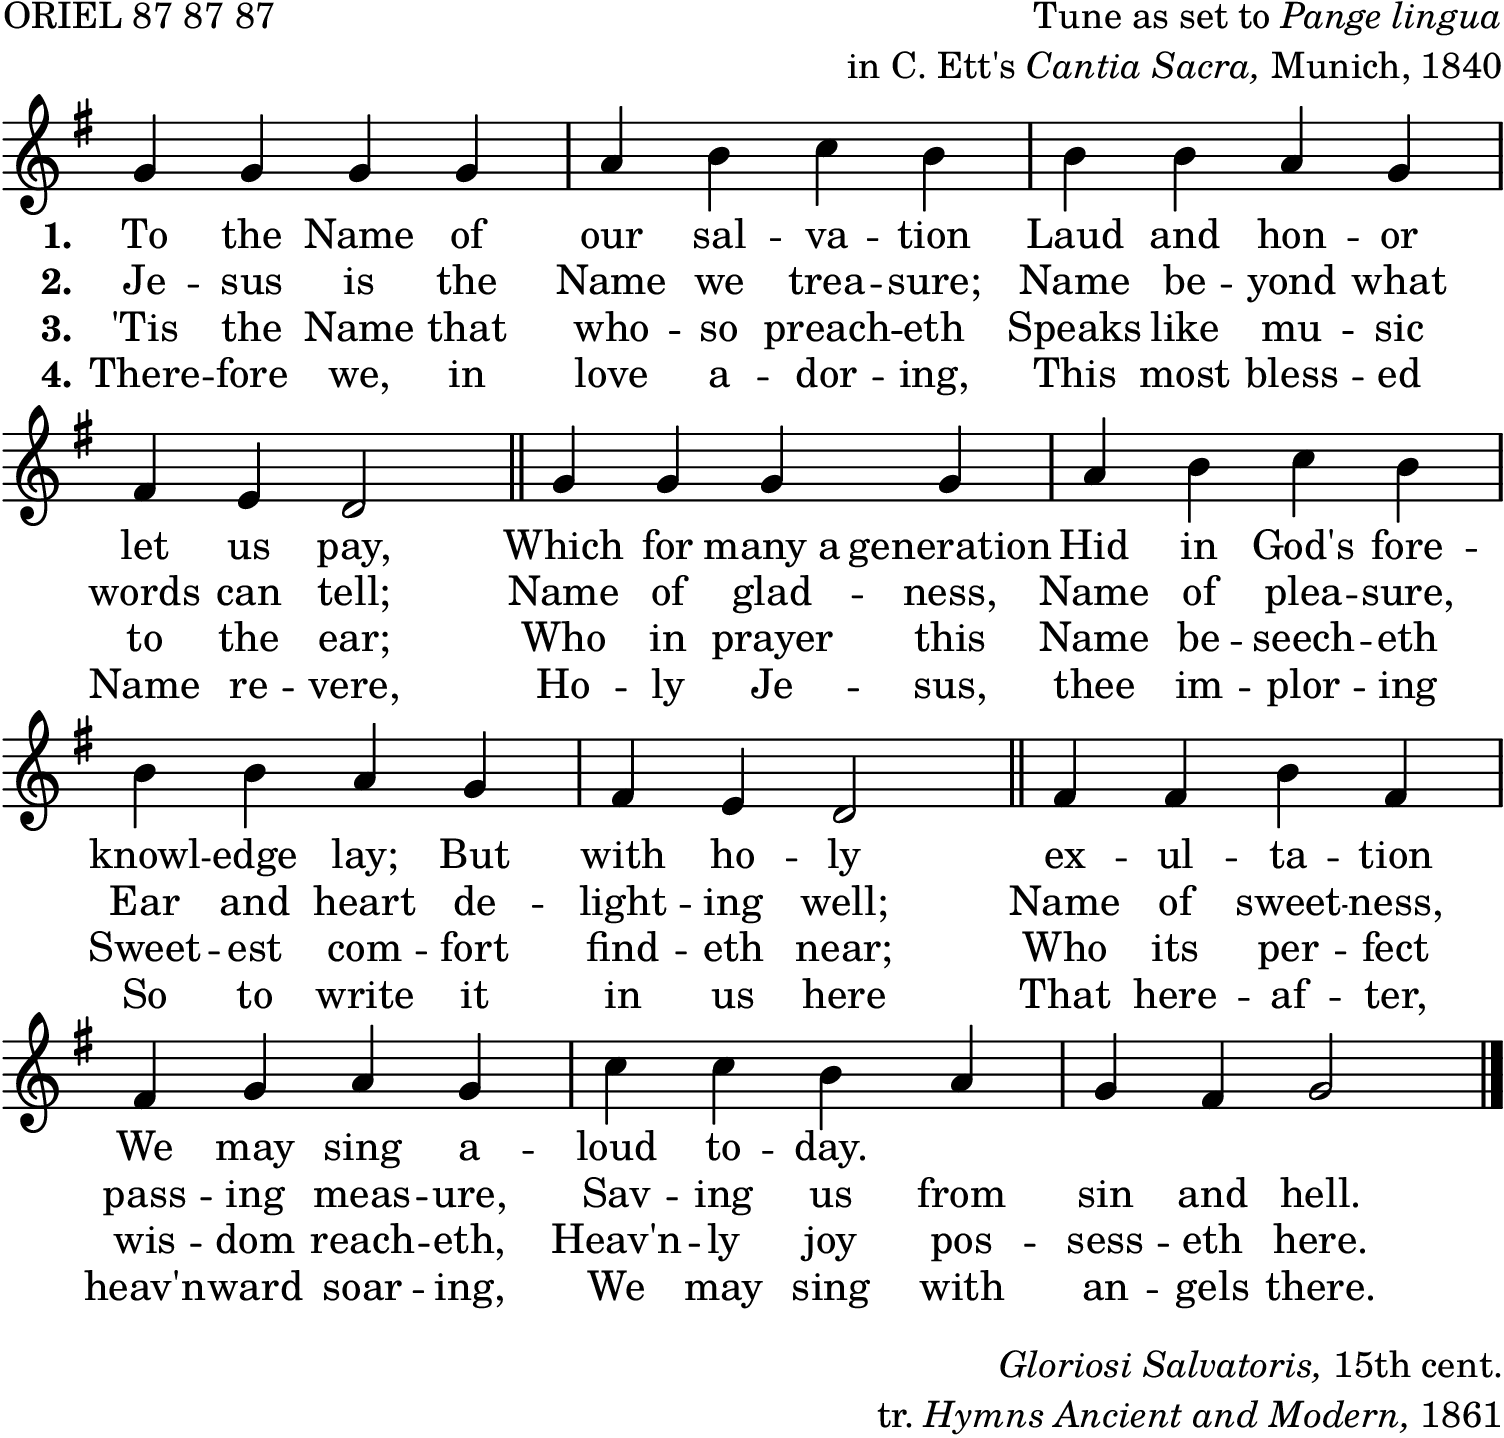 ORIEL 87 87 87
Tune as set to Pange lingua
in C. Ett's Cantia Sacra, Munich, 1840
1. To the Name of our sal -- va -- tion Laud and hon -- or
2. Je -- sus is the Name we trea -- sure; Name be -- yond what
3. 'Tis the Name that who -- so preach -- eth Speaks like mu -- sic
4. There -- fore we, in love a -- dor -- ing, This most bless -- ed
let us pay, Which for many a generation Hid in God's fore --
words can tell; Name of glad -- ness, Name of plea -- sure,
to the ear; Who in prayer this Name be -- seech -- eth
Name re -- vere, Ho -- ly Je -- sus, thee im -- plor -- ing
knowl -- edge lay; But with ho -- ly ex -- ul -- ta -- tion
Ear and heart de -- light -- ing well; Name of sweet -- ness,
Sweet -- est com -- fort find -- eth near; Who its per -- fect
So to write it in us here That here -- af -- ter,
We may sing a -- loud to -- day.
pass -- ing meas -- ure, Sav -- ing us from sin and hell.
wis -- dom reach -- eth, Heav'n -- ly joy pos -- sess -- eth here.
heav'nward soar -- ing, We may sing with an -- gels there.
Gloriosi Salvatoris, 15th cent.
tr. Hymns Ancient and Modern, 1861